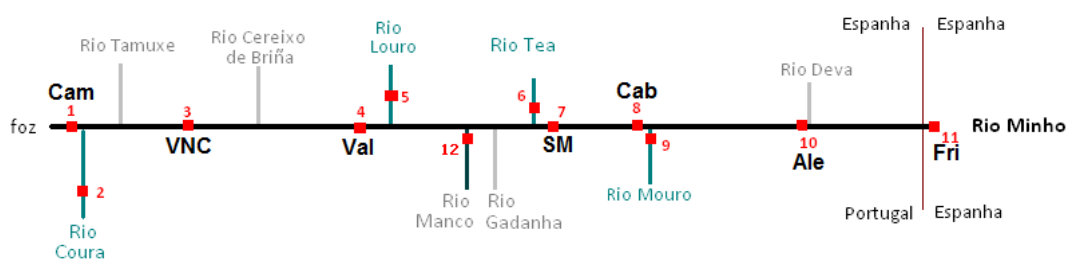 Espanha Espanha
Rio Cereixo
de Briña
Rio
Louro
Rio Tamuxe
Rio Tea
Rio Deva
Cam
Cab
1
3
4
5
6
7
8
foz
Rio Minho
VNC
Val
12
SM
9
10
Ale
11
Fri
2
Rio
Manco
Rio
Gadanha
Rio Mouro
Portugal Espanha
Rio
Coura